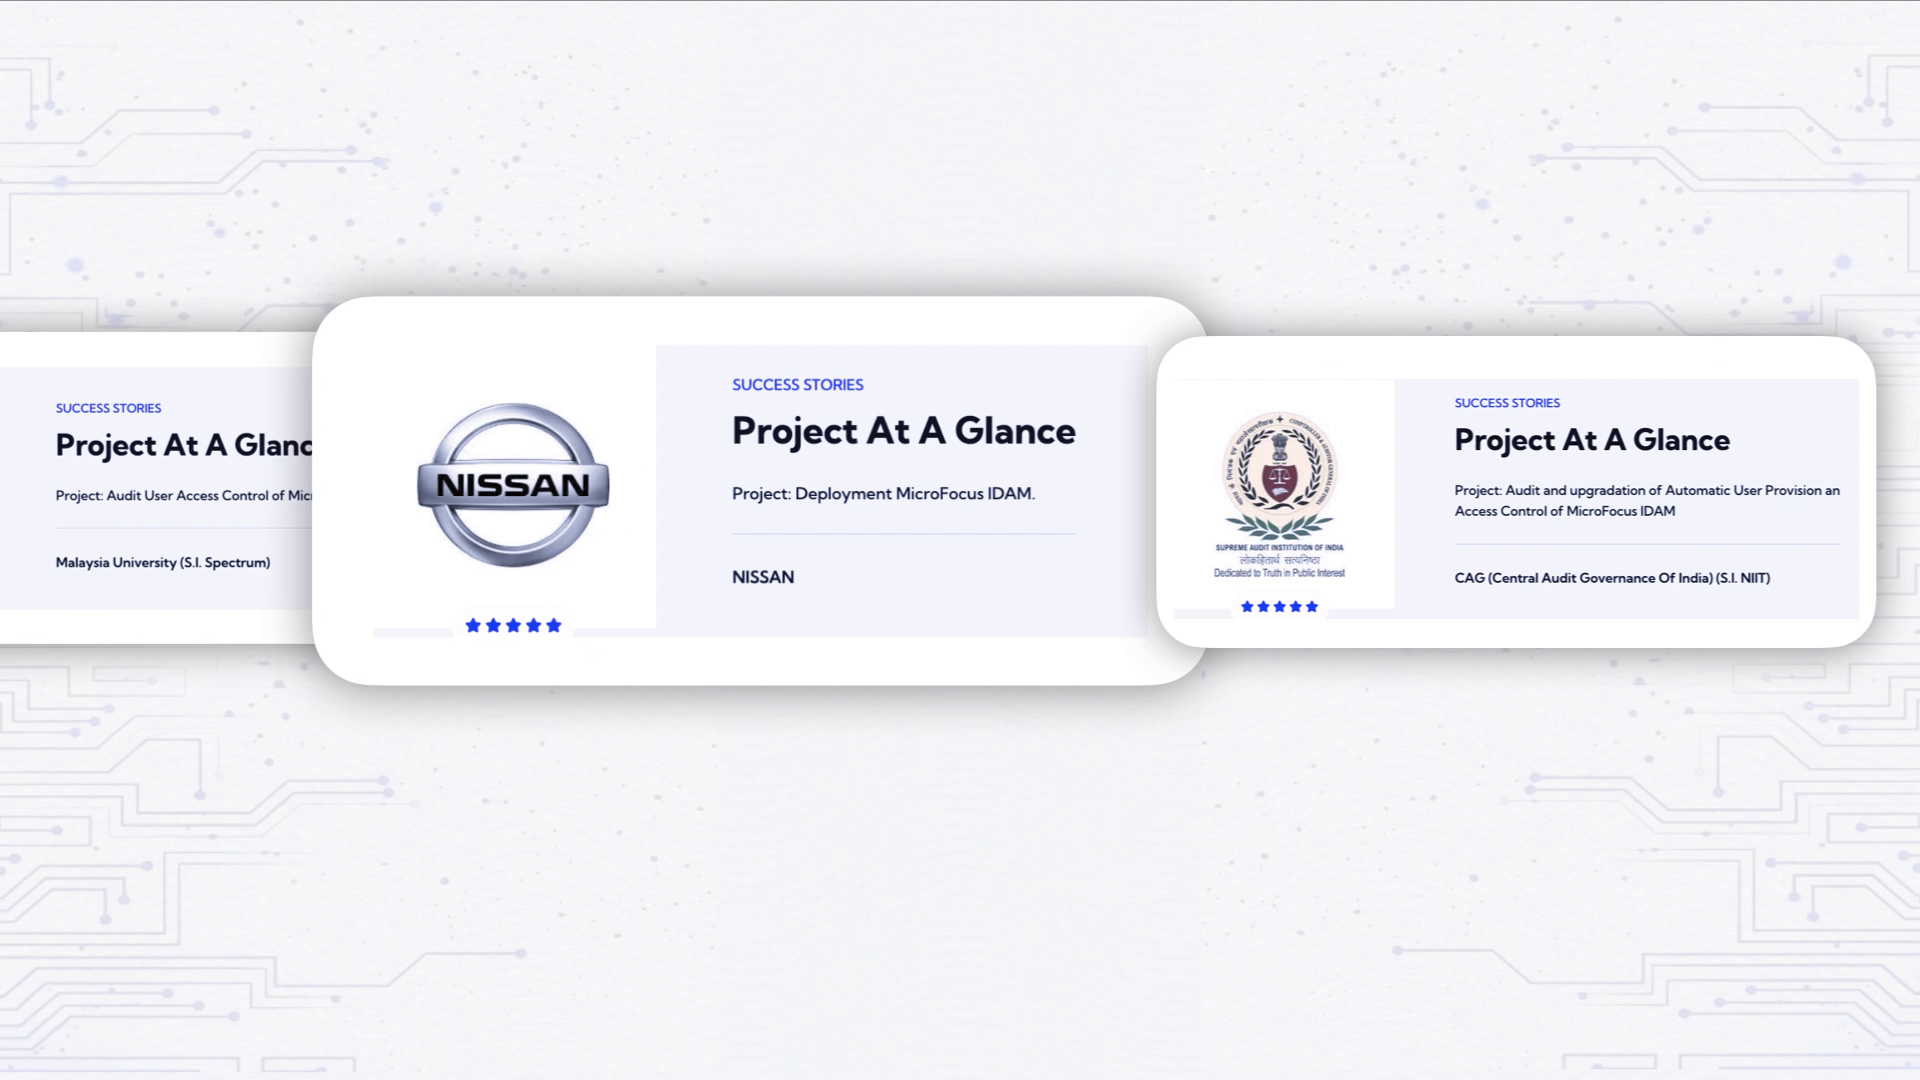 SUCCESS STORIES
Project At A Glanc
Project: Audit User Access Control of Micr
Malaysia University (S.I. Spectrum)
NISSAN
SUCCESS STORIES
Project At A Glance
Project: Deployment MicroFocus IDAM.
NISSAN
SUPREME AUDIT INSTITUTION OF INDIA
लोकहितार्थ सत्यनिष्ठा
Dedicated to Truth in Public Interest
SUCCESS STORIES
Project At A Glance
Project: Audit and upgradation of Automatic User Provision an
Access Control of MicroFocus IDAM
CAG (Central Audit Governance Of India) (S.I. NIIT)